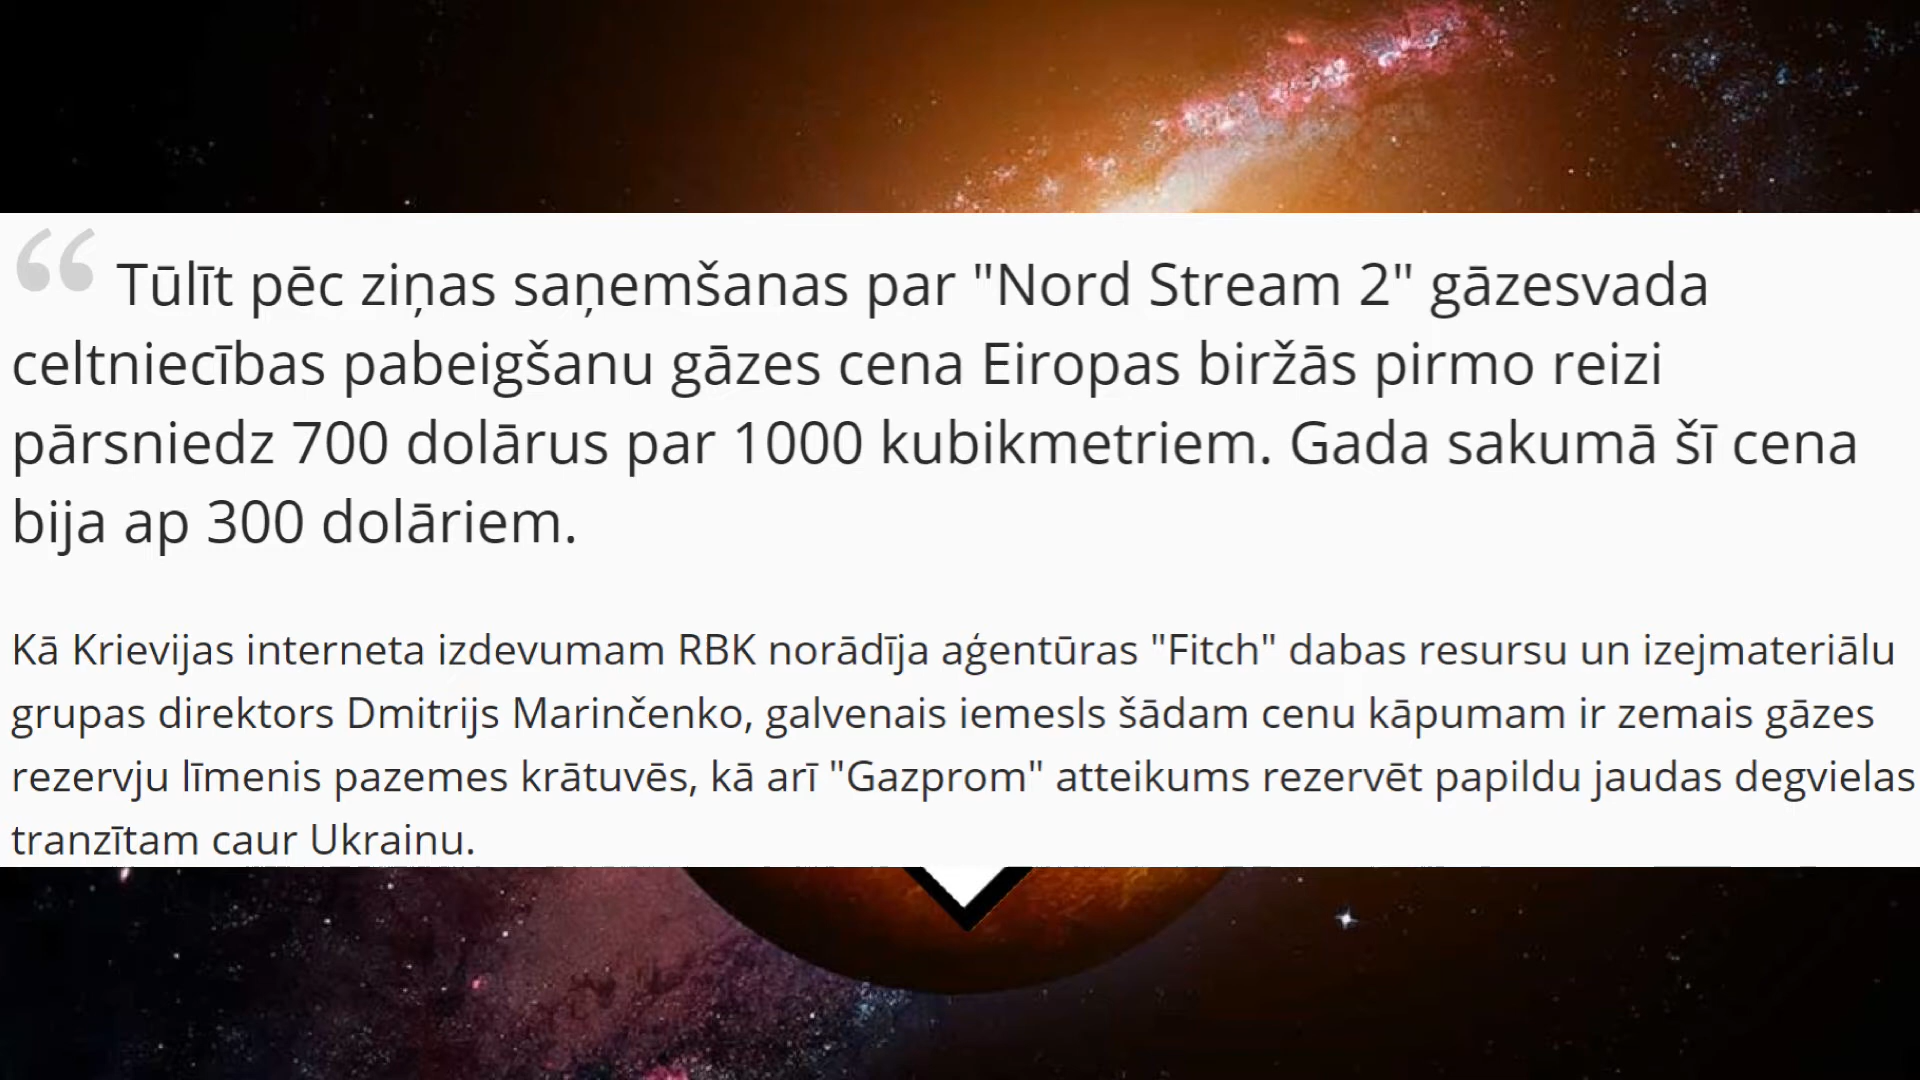 “ Tūlīt pēc ziņas saņemšanas par "Nord Stream 2" gāzesvada
celtniecības pabeigšanu gāzes cena Eiropas biržās pirmo reizi
pārsniedz 700 dolārus par 1000 kubikmetriem. Gada sakumā šī cena
bija ap 300 dolāriem.
Kā Krievijas interneta izdevumam RBK norādīja aģentūras "Fitch" dabas resursu un izejmateriālu
grupas direktors Dmitrijs Marinčenko, galvenais iemesls šādam cenu kāpumam ir zemais gāzes
rezervju līmenis pazemes krātuvēs, kā arī "Gazprom" atteikums rezervēt papildu jaudas degvielas
tranzītam caur Ukrainu.